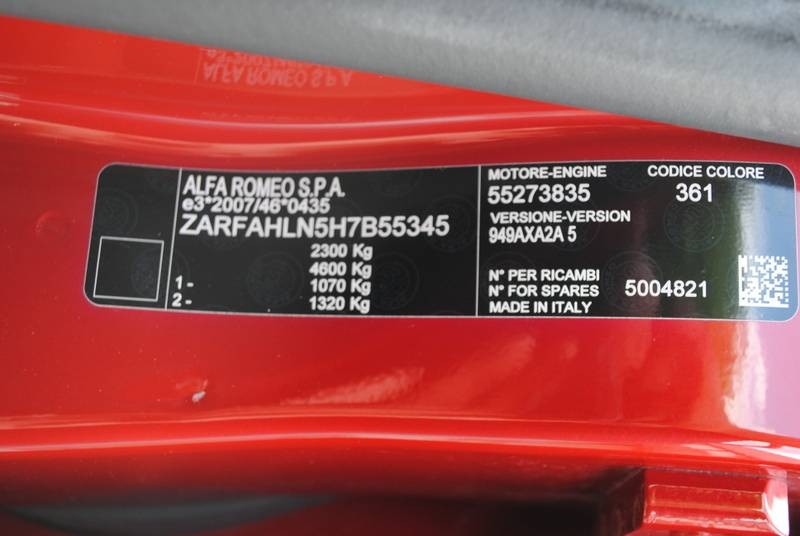 ALFA ROMEO S.P.A.
e3*2007/46*0435
ZARFAHLN5H7B55345
2300 Kg
4600 Kg
1- 1070 Kg
2- 1320 Kg
MOTORE-ENGINE CODICE COLORE
55273835 361
VERSIONE-VERSION
949AXA2A 5
N° PER RICAMBI
N° FOR SPARES 5004821
MADE IN ITALY